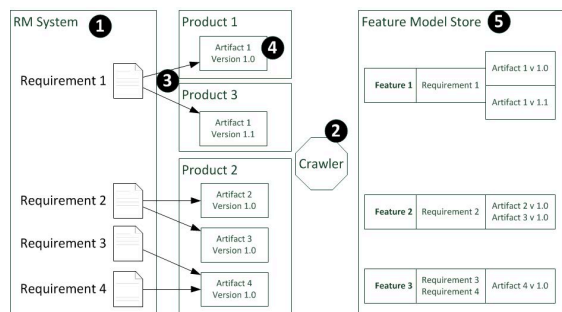 RM System 1
Requirement 1
Requirement 2
Requirement 3
Requirement 4
3
Product 1
Artifact 1
Version 1.0
4
Product 3
Artifact 1
Version 1.1
Product 2
Artifact 2
Version 1.0
Artifact 3
Version 1.0
Artifact 4
Version 1.0
2
Crawler
Feature Model Store 5
Feature 1
Requirement 1
Artifact 1 v 1.0
Artifact 1 v 1.1
Feature 2
Requirement 2
Artifact 2 v 1.0
Artifact 3 v 1.0
Feature 3
Requirement 3
Requirement 4
Artifact 4 v 1.0